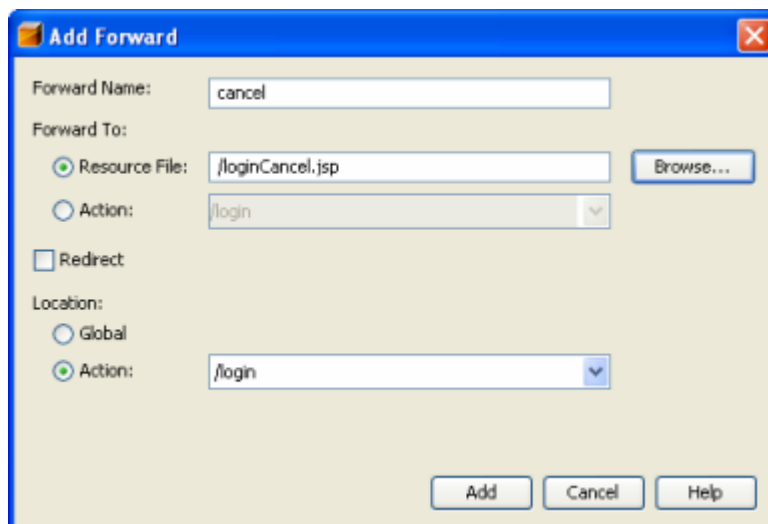 Add Forward
Forward Name: cancel
Forward To:
Resource File: /loginCancel.jsp Browse...
Action: /login
Redirect
Location:
Global
Action: /login
Add Cancel Help